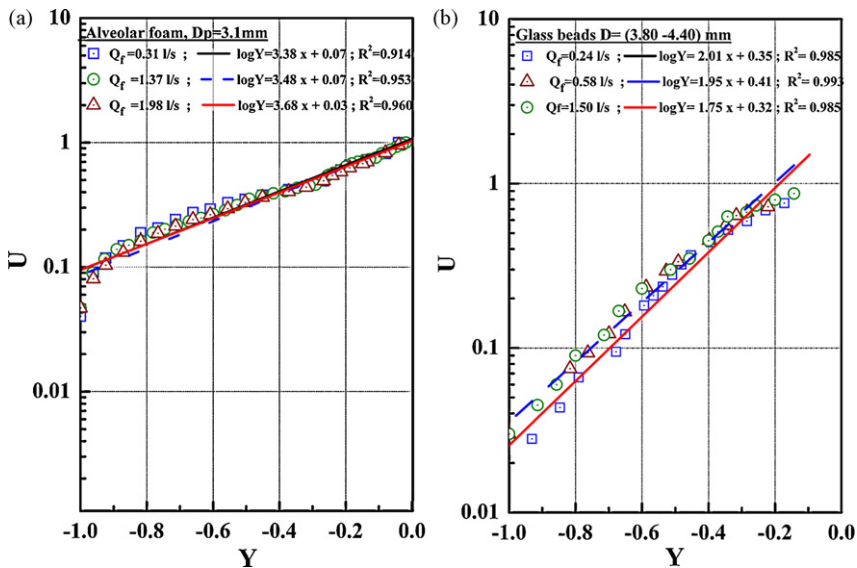 (a)
Alveolar foam, Dp=3.1mm
Qf=0.31 l/s ; logY=3.38 x + 0.07 ; R²=0.914
Qf =1.37 l/s ; logY=3.48 x + 0.07 ; R²=0.953
Qf =1.98 l/s ; logY=3.68 x + 0.03 ; R²=0.960
10
1
0.1
0.01
U
-1.0 -0.8 -0.6 -0.4 -0.2 0.0
Y
(b)
Glass beads D= (3.80 -4.40) mm
Qf=0.24 l/s ; logY= 2.01 x + 0.35 ; R²= 0.985
Qf=0.58 l/s ; logY= 1.95 x + 0.41 ; R²= 0.993
Qf=1.50 l/s ; logY= 1.75 x + 0.32 ; R²= 0.985
10
1
0.1
0.01
U
-1.0 -0.8 -0.6 -0.4 -0.2 0.0
Y